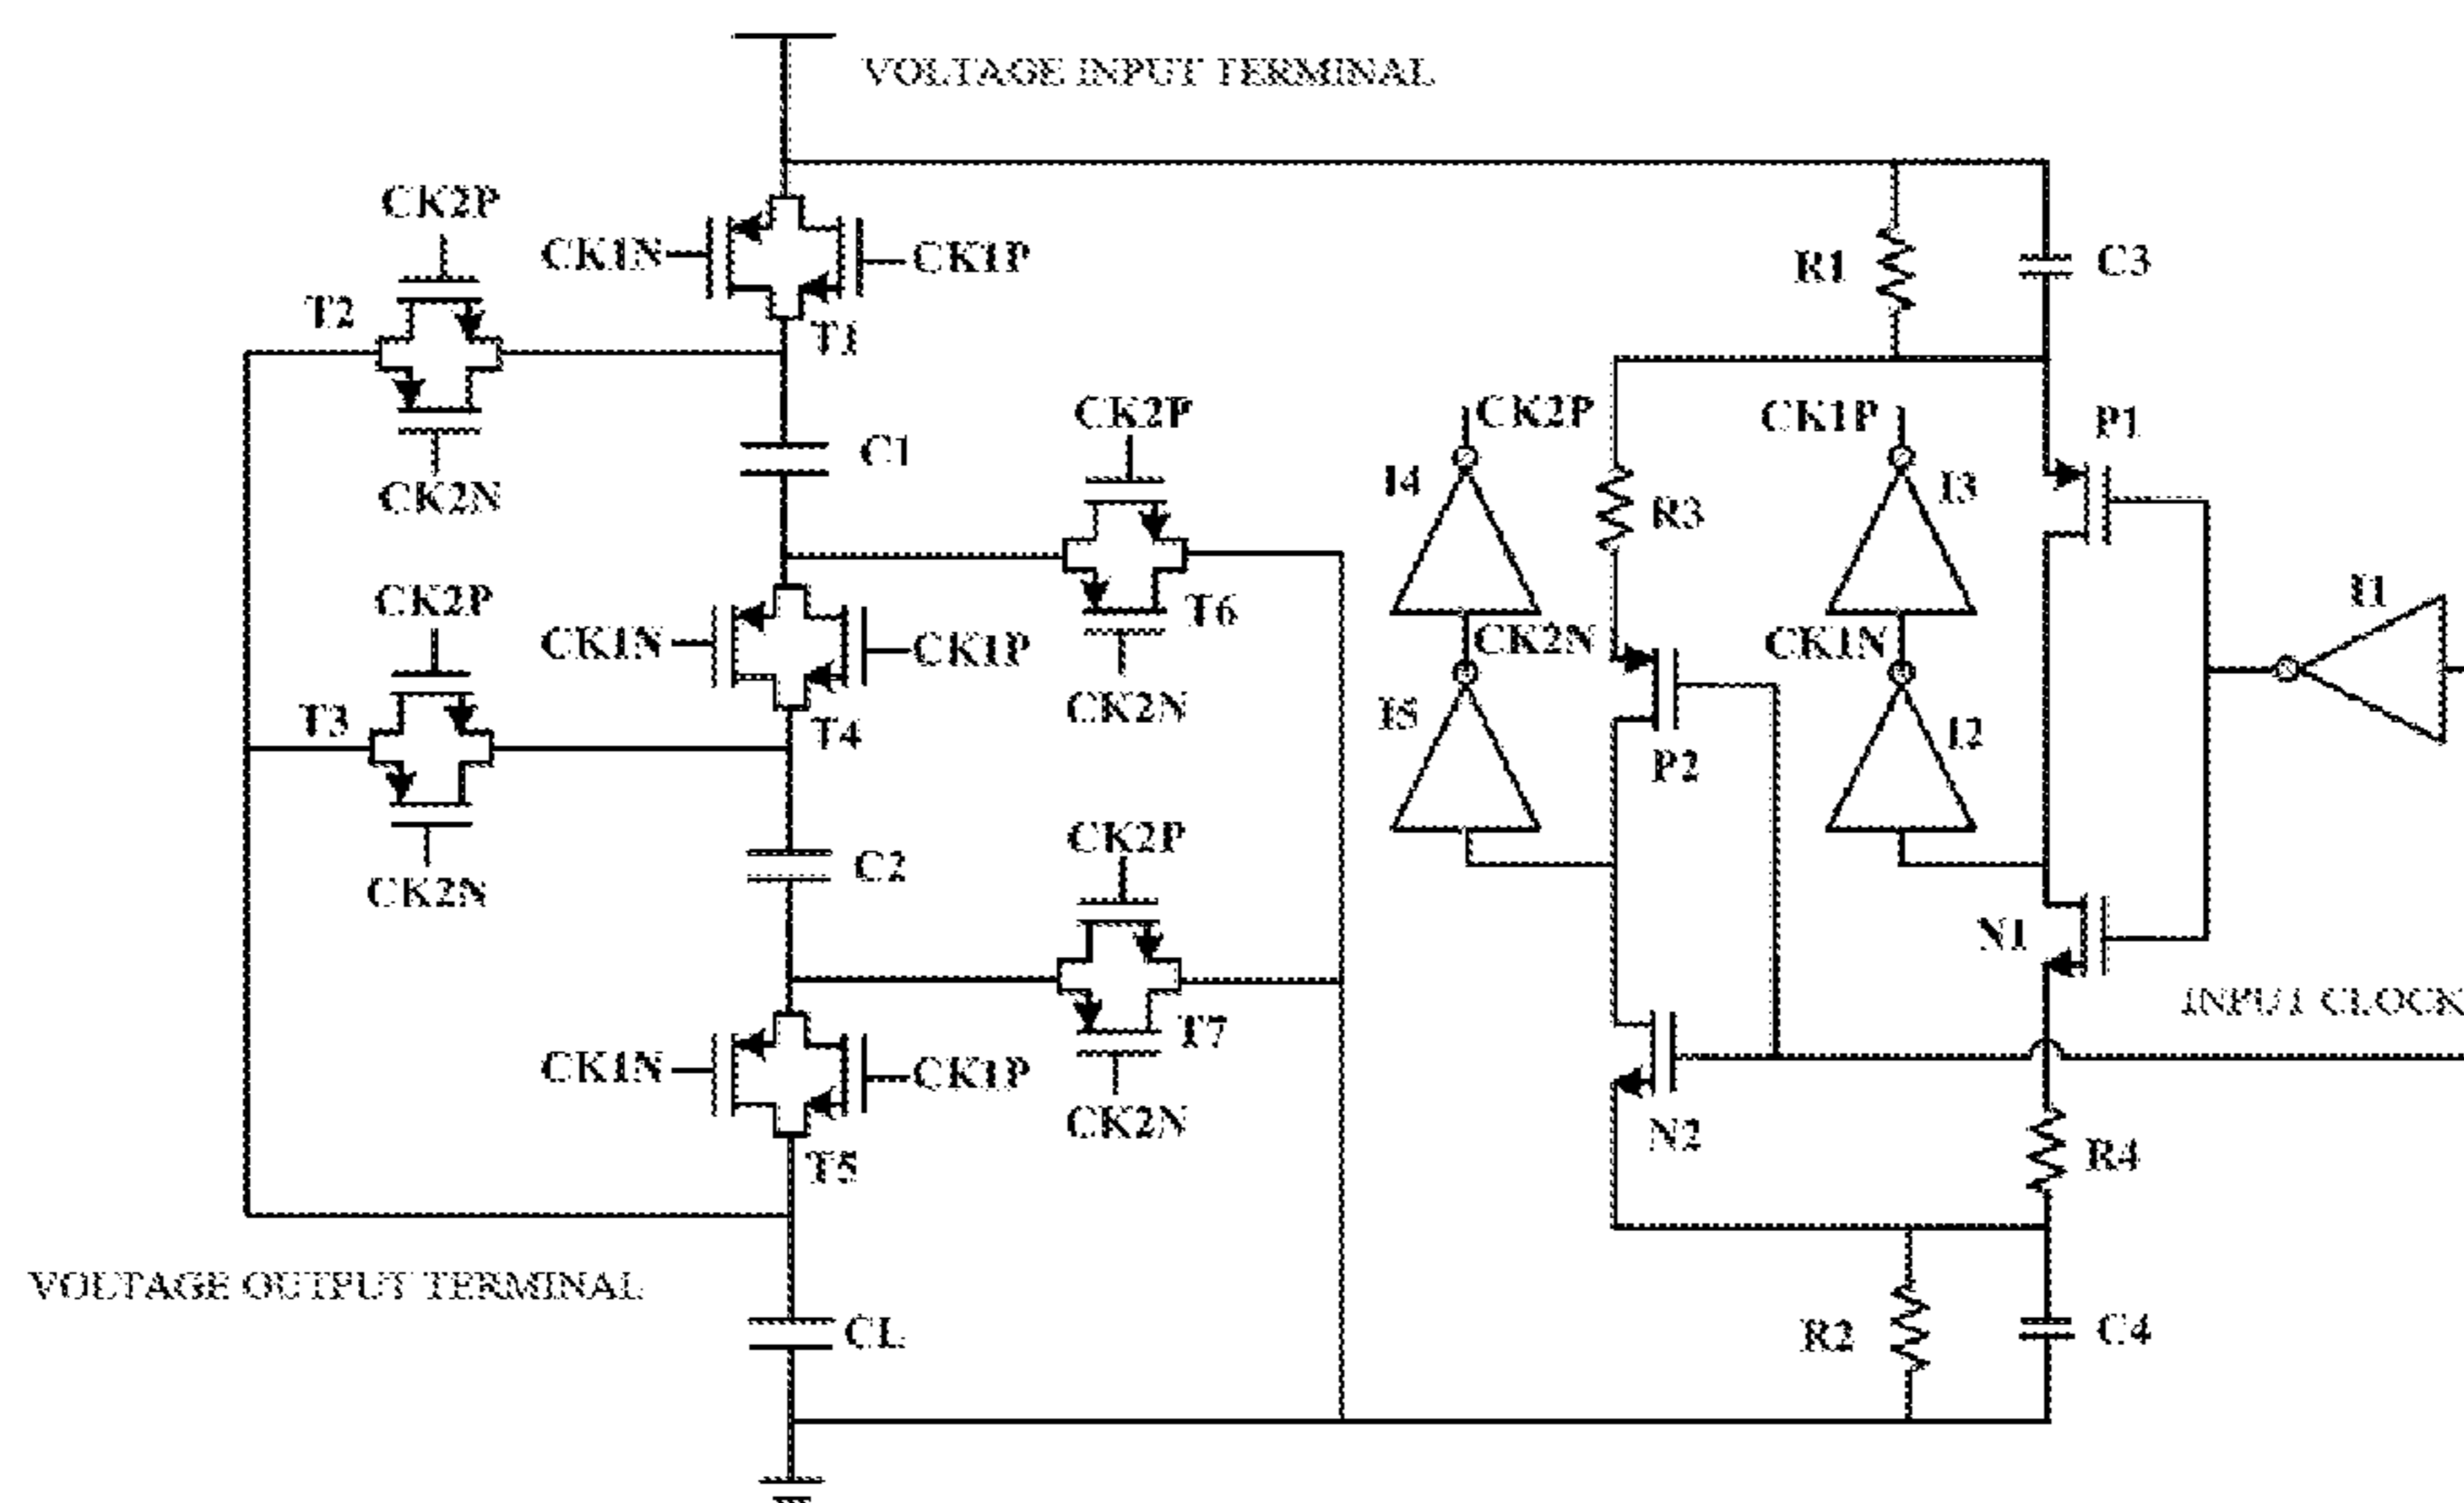 VOLTAGE INPUT TERMINAL
CK2P
CK1N
CK1P
R1
C3
T2
T1
CK2P
CK2P
CK1P
P1
C1
I4
I3
CK2N
R3
I1
CK2P
T6
CK1N
CK1P
CK2N
CK1N
T3
T4
CK2N
I5
I2
P2
CK2P
C2
CK2N
N1
INPUT CLOCK
T7
CK1N
CK1P
CK2N
N2
T5
R4
VOLTAGE OUTPUT TERMINAL
CL
R2
C4